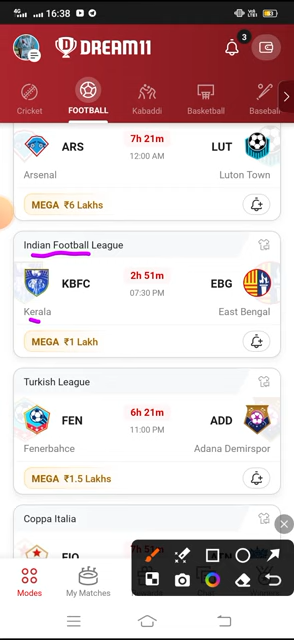 4G 16:38
DREAM11
3
Cricket FOOTBALL Kabaddi Basketball Baseball
ARS 7h 21m LUT
12:00 AM
Arsenal Luton Town
MEGA ₹6 Lakhs
Indian Football League
KBFC 2h 51m EBG
07:30 PM
Kerala East Bengal
MEGA ₹1 Lakh
Turkish League
FEN 6h 21m ADD
11:00 PM
Fenerbahce Adana Demirspor
MEGA ₹1.5 Lakhs
Coppa Italia
FIO
Modes My Matches